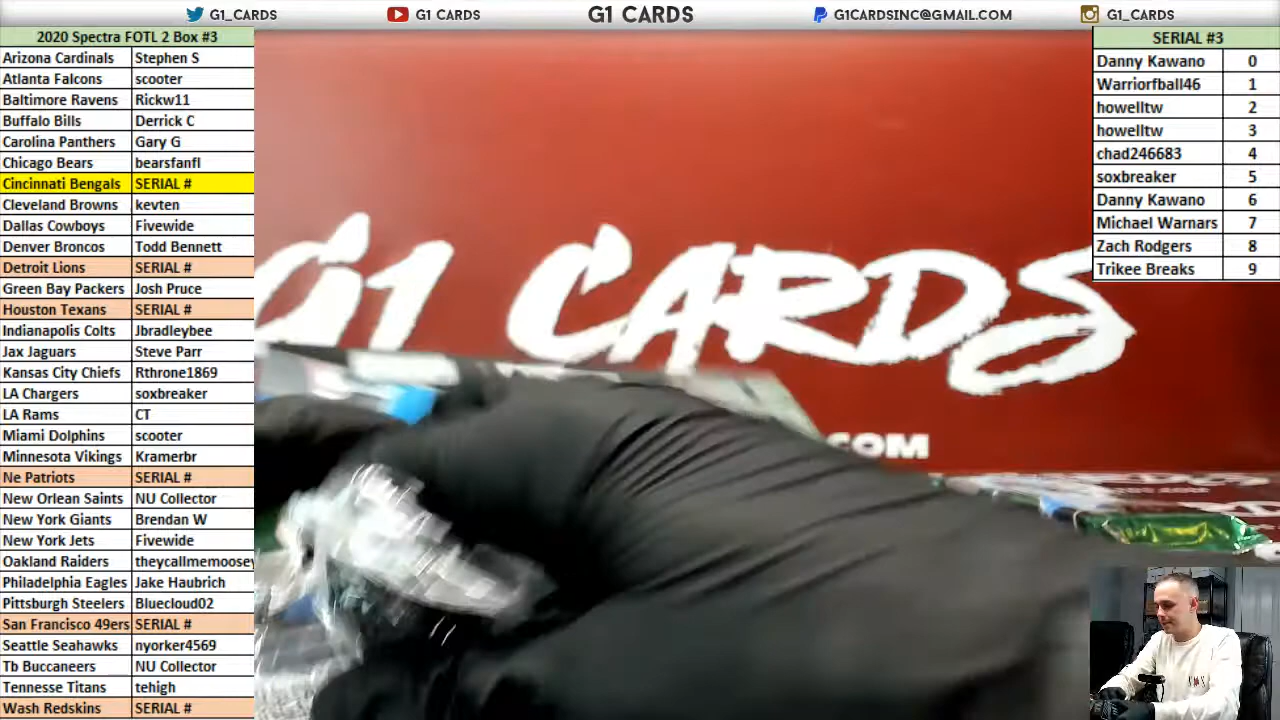 G1_CARDS G1 CARDS G1 CARDS G1CARDSINC@GMAIL.COM G1_CARDS
2020 Spectra FOTL 2 Box #3
Arizona Cardinals Stephen S
Atlanta Falcons scooter
Baltimore Ravens Rickw11
Buffalo Bills Derrick C
Carolina Panthers Gary G
Chicago Bears bearsfanfl
Cincinnati Bengals SERIAL #
Cleveland Browns kevten
Dallas Cowboys Fivewide
Denver Broncos Todd Bennett
Detroit Lions SERIAL #
Green Bay Packers Josh Pruce
Houston Texans SERIAL #
Indianapolis Colts Jbradleybee
Jax Jaguars Steve Parr
Kansas City Chiefs Rthrone1869
LA Chargers soxbreaker
LA Rams CT
Miami Dolphins scooter
Minnesota Vikings Kramerbr
Ne Patriots SERIAL #
New Orlean Saints NU Collector
New York Giants Brendan W
New York Jets Fivewide
Oakland Raiders theycallmemoosey
Philadelphia Eagles Jake Haubrich
Pittsburgh Steelers Bluecloud02
San Francisco 49ers SERIAL #
Seattle Seahawks nyorker4569
Tb Buccaneers NU Collector
Tennesse Titans tehigh
Wash Redskins SERIAL #
G1 CARDS
.COM
SERIAL #3
Danny Kawano 0
Warriorfball46 1
howelltw 2
howelltw 3
chad246683 4
soxbreaker 5
Danny Kawano 6
Michael Warnars 7
Zach Rodgers 8
Trikee Breaks 9